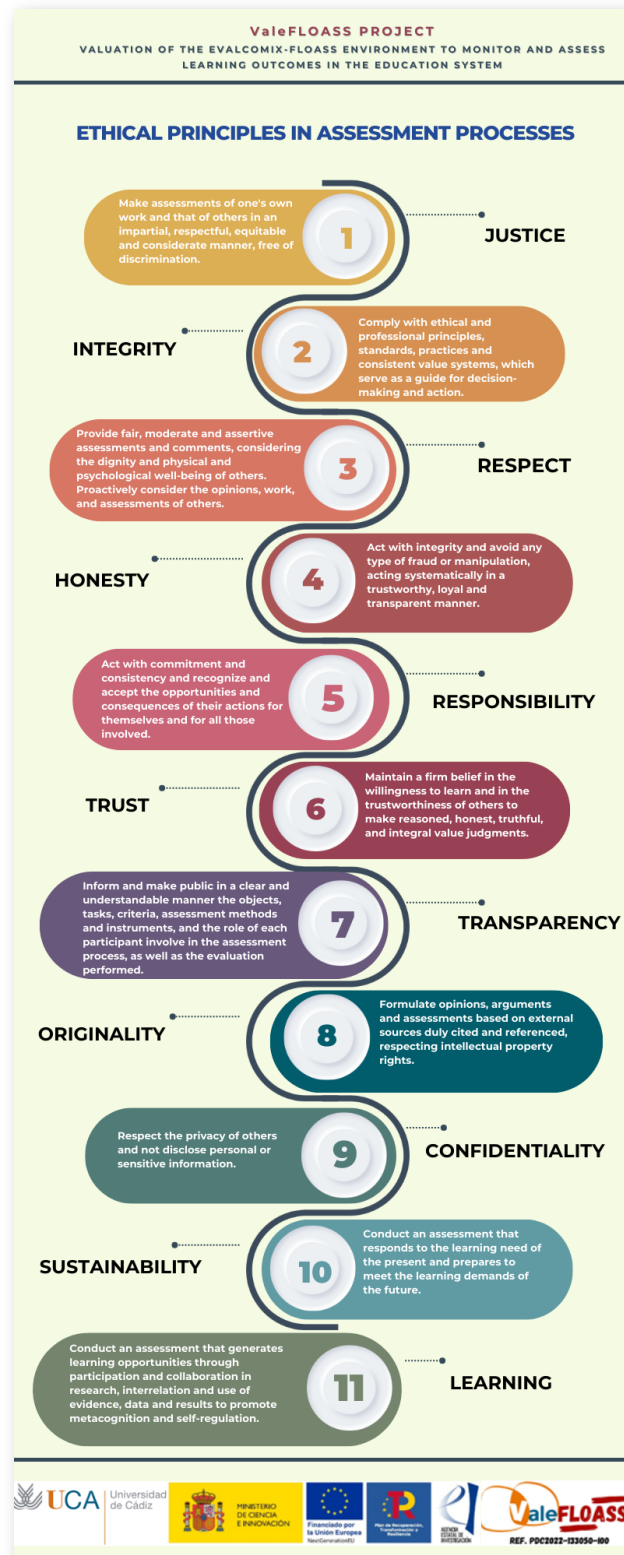 ValeFLOASS PROJECT
VALUATION OF THE EVALCOMIX-FLOASS ENVIRONMENT TO MONITOR AND ASSESS
LEARNING OUTCOMES IN THE EDUCATION SYSTEM
ETHICAL PRINCIPLES IN ASSESSMENT PROCESSES
Make assessments of one's own
work and that of others in an
impartial, respectful, equitable
and considerate manner, free of
discrimination.
1
JUSTICE
INTEGRITY
2
Comply with ethical and
professional principles,
standards, practices and
consistent value systems, which
serve as a guide for decision-
making and action.
Provide fair, moderate and assertive
assessments and comments, considering
the dignity and physical and
psychological well-being of others.
Proactively consider the opinions, work,
and assessments of others.
3
RESPECT
HONESTY
4
Act with integrity and avoid any
type of fraud or manipulation,
acting systematically in a
trustworthy, loyal and
transparent manner.
Act with commitment and
consistency and recognize and
accept the opportunities and
consequences of their actions for
themselves and for all those
involved.
5
RESPONSIBILITY
TRUST
6
Maintain a firm belief in the
willingness to learn and in the
trustworthiness of others to
make reasoned, honest, truthful,
and integral value judgments.
Inform and make public in a clear and
understandable manner the objects,
tasks, criteria, assessment methods
and instruments, and the role of each
participant involve in the assessment
process, as well as the evaluation
performed.
7
TRANSPARENCY
ORIGINALITY
8
Formulate opinions, arguments
and assessments based on external
sources duly cited and referenced,
respecting intellectual property
rights.
Respect the privacy of others
and not disclose personal or
sensitive information.
9
CONFIDENTIALITY
SUSTAINABILITY
10
Conduct an assessment that
responds to the learning need of
the present and prepares to
meet the learning demands of
the future.
Conduct an assessment that generates
learning opportunities through
participation and collaboration in
research, interrelation and use of
evidence, data and results to promote
metacognition and self-regulation.
11
LEARNING
UCA
Universidad
de Cádiz
MINISTERIO
DE CIENCIA
E INNOVACIÓN
Financiado por
la Unión Europea
NextGenerationEU
Plan de Recuperación,
Transformación y
Resiliencia
AGENCIA
ESTATAL DE
INVESTIGACIÓN
ValeFLOASS
REF. PDC2022-133050-I00